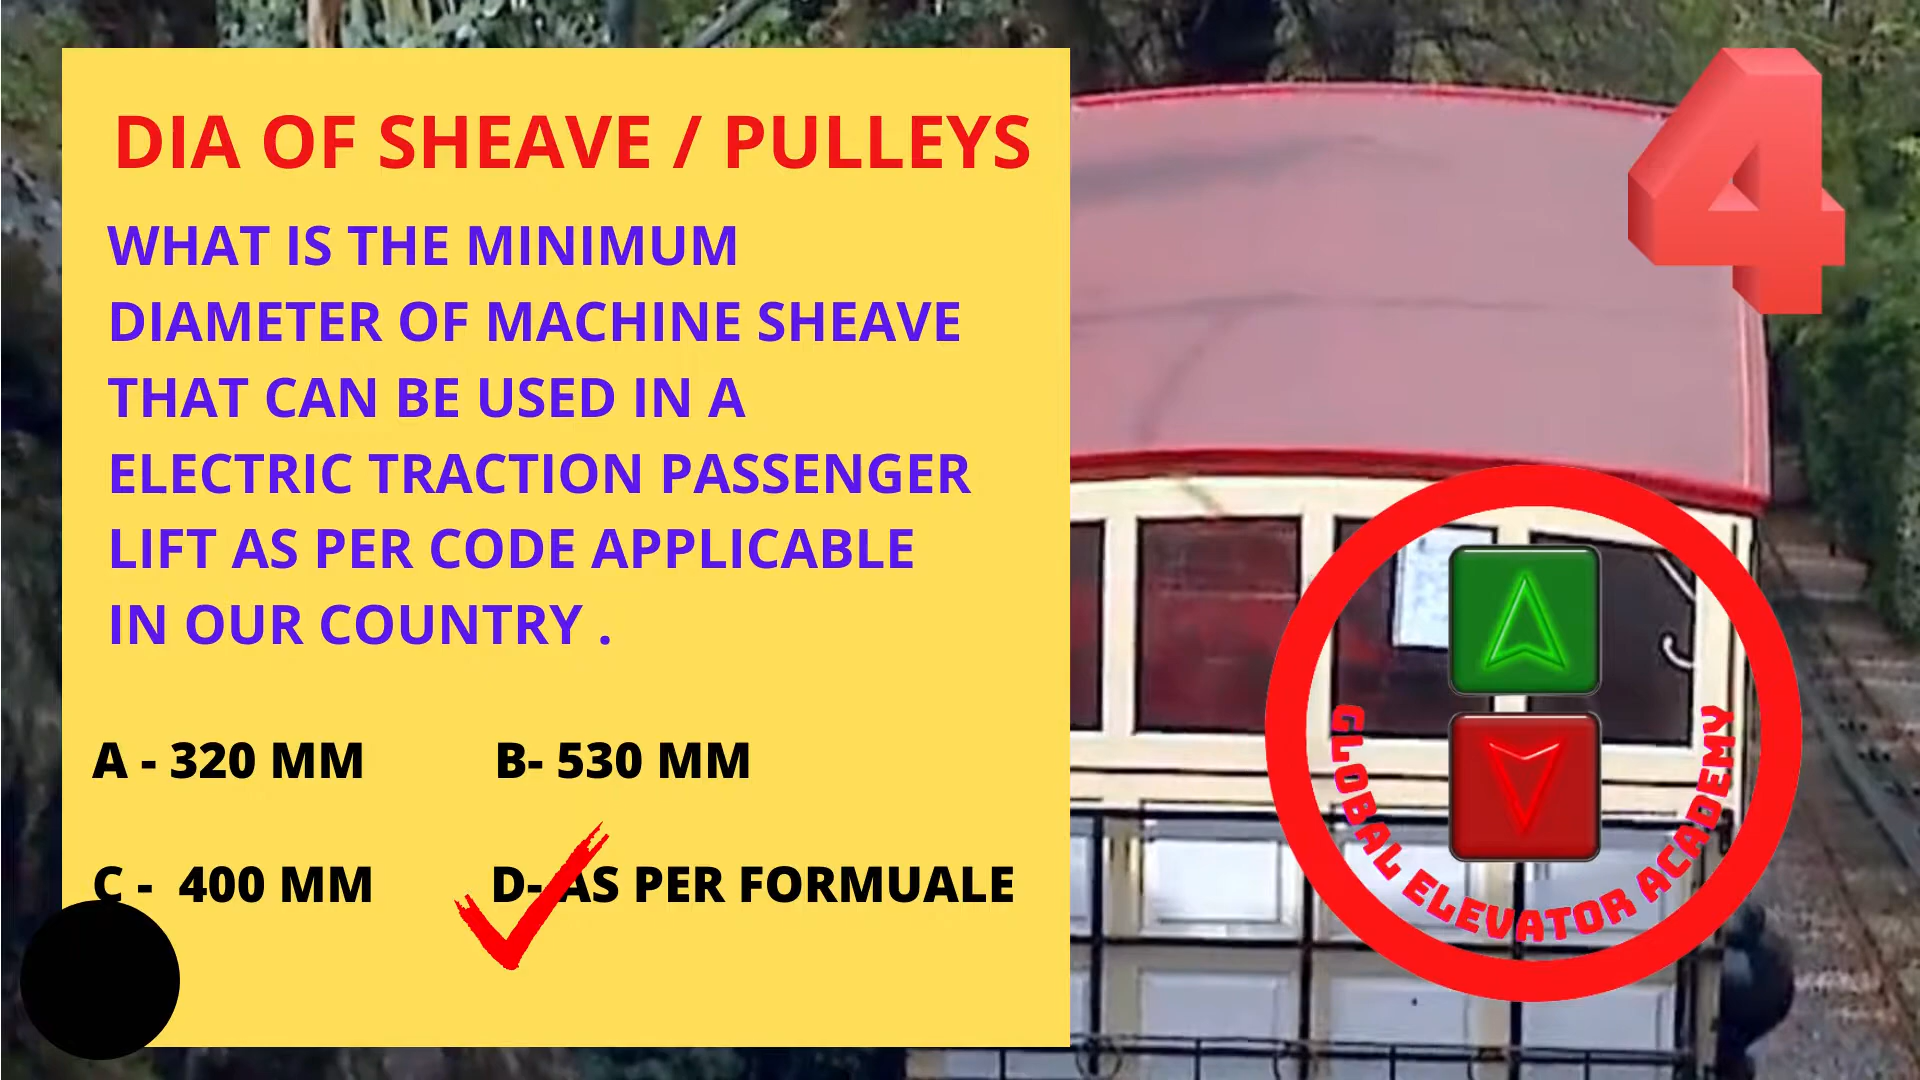 DIA OF SHEAVE / PULLEYS
WHAT IS THE MINIMUM
DIAMETER OF MACHINE SHEAVE
THAT CAN BE USED IN A
ELECTRIC TRACTION PASSENGER
LIFT AS PER CODE APPLICABLE
IN OUR COUNTRY .
A - 320 MM B- 530 MM
C - 400 MM D- AS PER FORMUALE
4
GLOBAL ELEVATOR ACADEMY